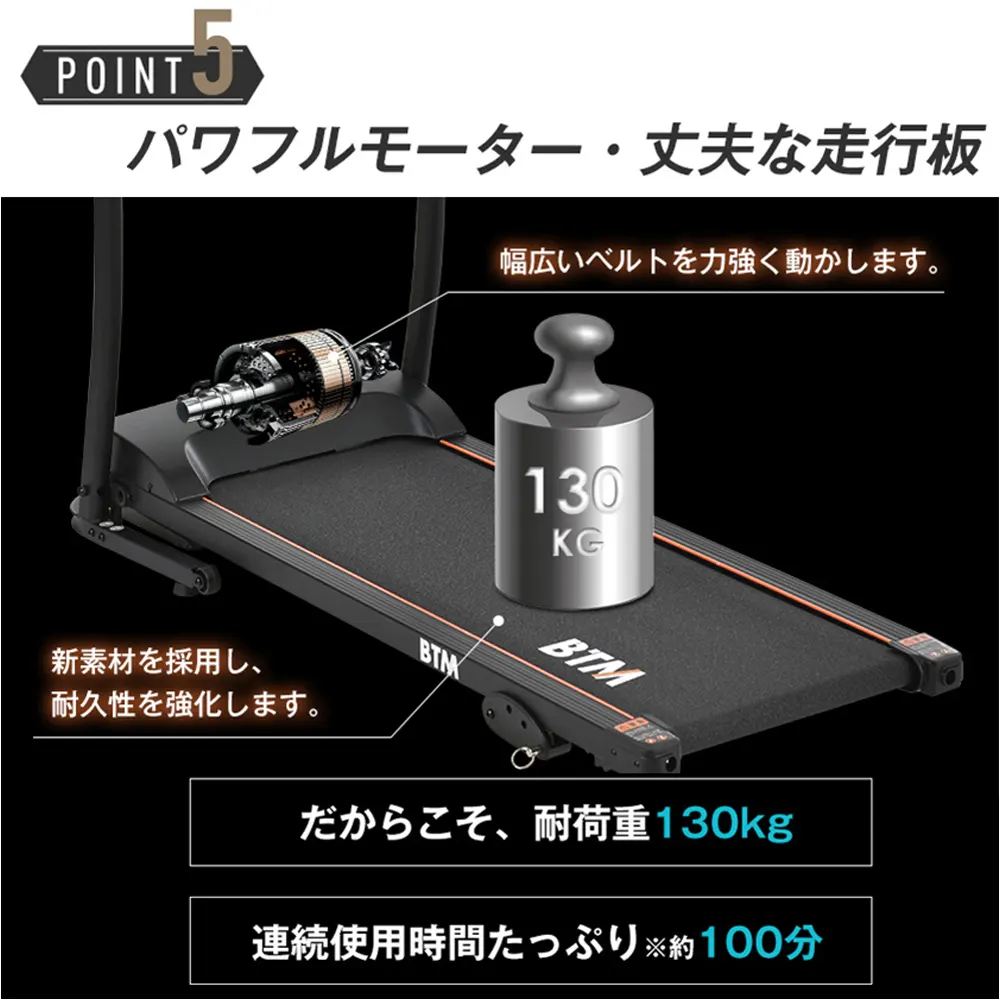 POINT 5
パワフルモーター・丈夫な走行板
幅広いベルトを力強く動かします。
130
KG
新素材を採用し、
耐久性を強化します。
BTM
BTM
だからこそ、耐荷重130kg
連続使用時間たっぷり※約100分